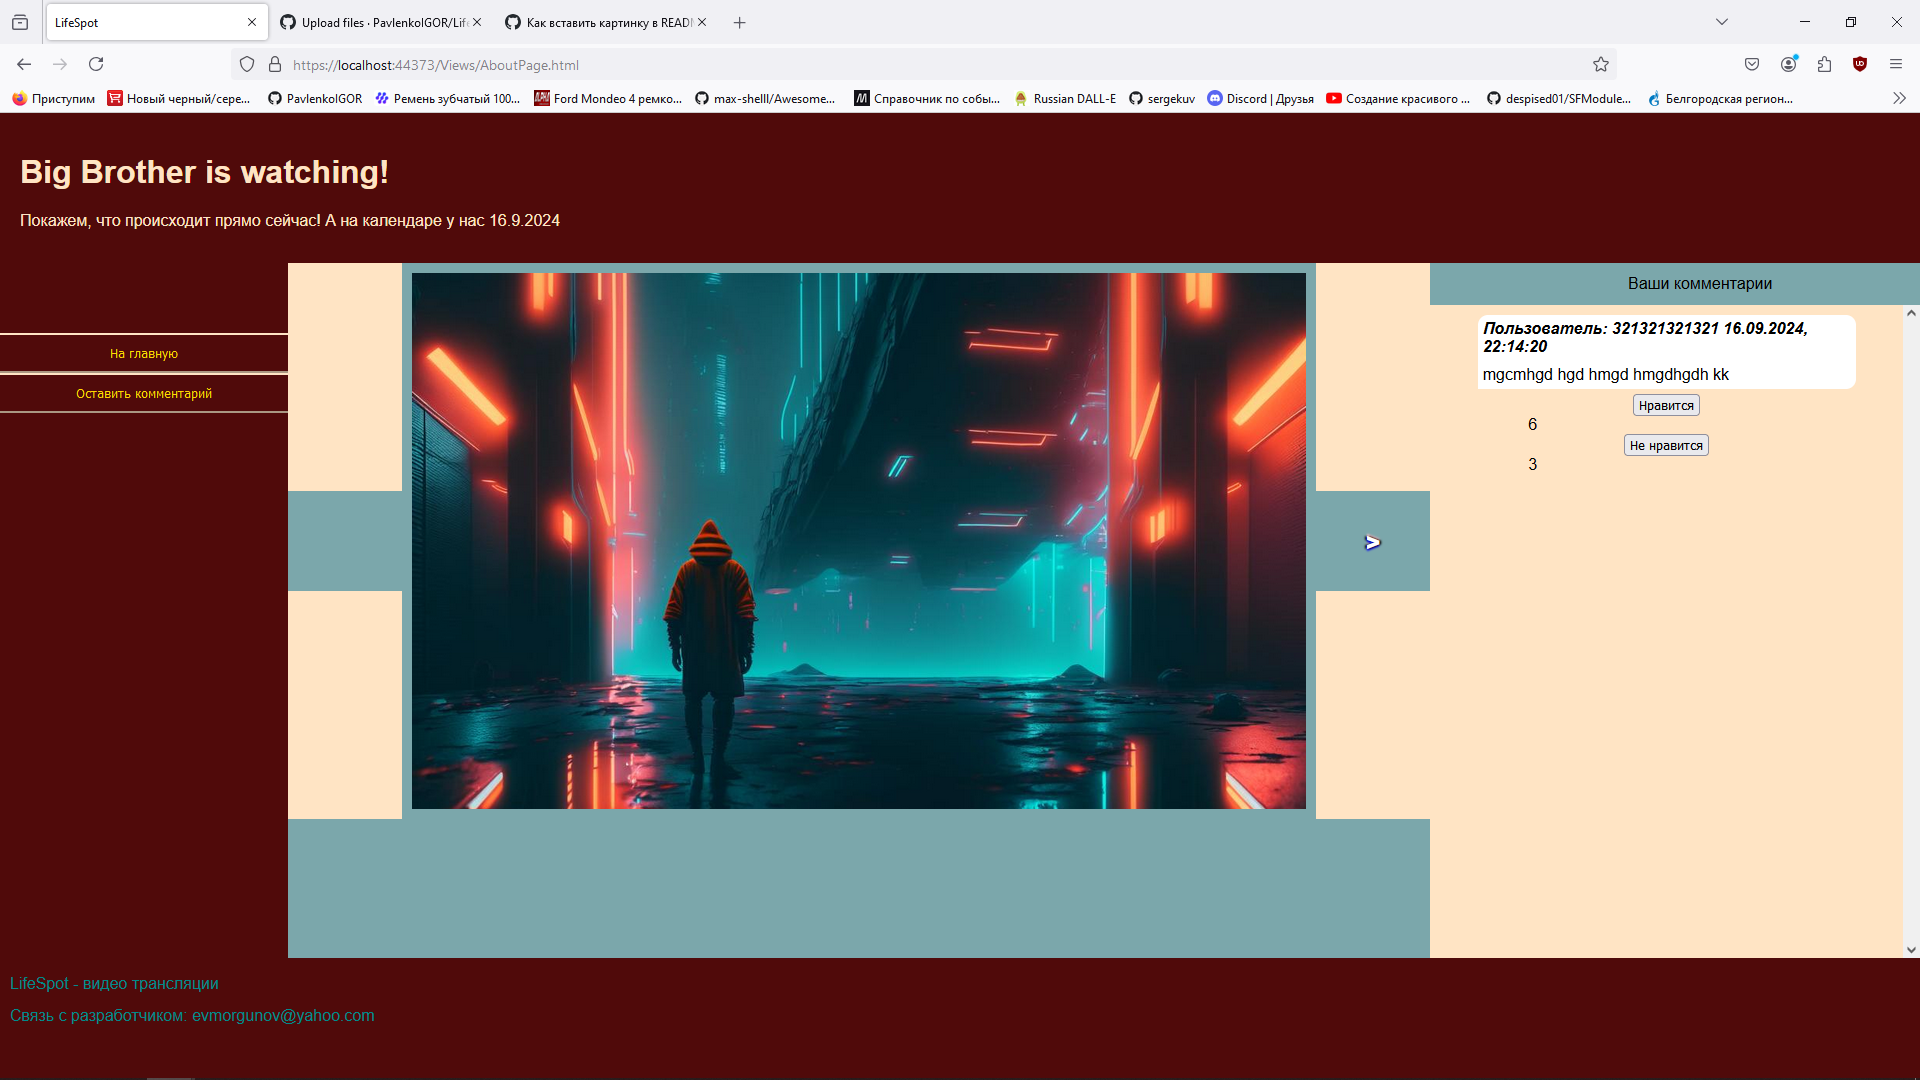 LifeSpot
Upload files · PavlenkoIGOR/Life
Как вставить картинку в READ
https://localhost:44373/Views/AboutPage.html
Приступим
Новый черный/сере...
PavlenkoIGOR
Ремень зубчатый 100...
Ford Mondeo 4 ремко...
max-shelll/Awesome...
Справочник по собы...
Russian DALL-E
sergekuv
Discord | Друзья
Создание красивого ...
despised01/SFModule...
Белгородская регион...
Big Brother is watching!
Покажем, что происходит прямо сейчас! А на календаре у нас 16.9.2024
На главную
Оставить комментарий
>
Ваши комментарии
Пользователь: 321321321321 16.09.2024,
22:14:20
mgcmhgd hgd hmgd hmgdhgdh kk
Нравится
6
Не нравится
3
LifeSpot - видео трансляции
Связь с разработчиком: evmorgunov@yahoo.com